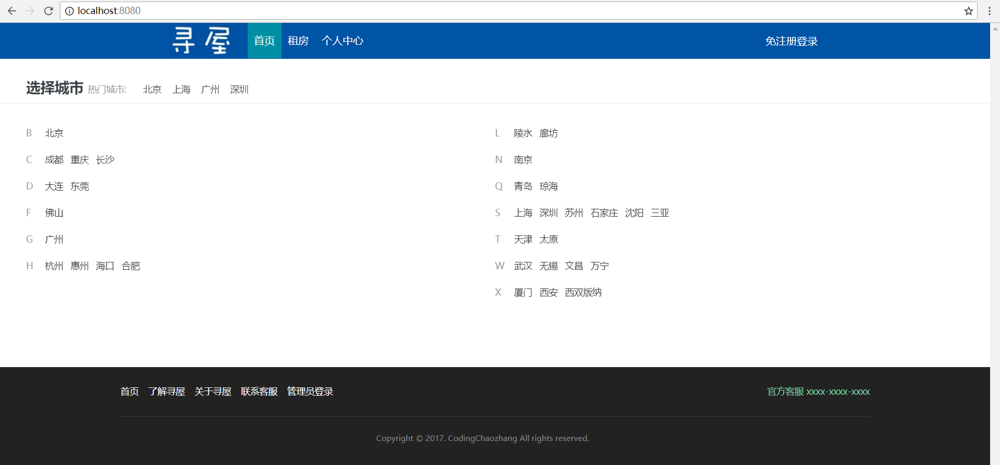 localhost:8080
寻屋 首页 租房 个人中心 免注册登录
选择城市 热门城市: 北京 上海 广州 深圳
B 北京
C 成都 重庆 长沙
D 大连 东莞
F 佛山
G 广州
H 杭州 惠州 海口 合肥
L 陵水 廊坊
N 南京
Q 青岛 琼海
S 上海 深圳 苏州 石家庄 沈阳 三亚
T 天津 太原
W 武汉 无锡 文昌 万宁
X 厦门 西安 西双版纳
首页 了解寻屋 关于寻屋 联系客服 管理员登录 官方客服 xxxx-xxxx-xxxx
Copyright © 2017. CodingChaozhang All rights reserved.